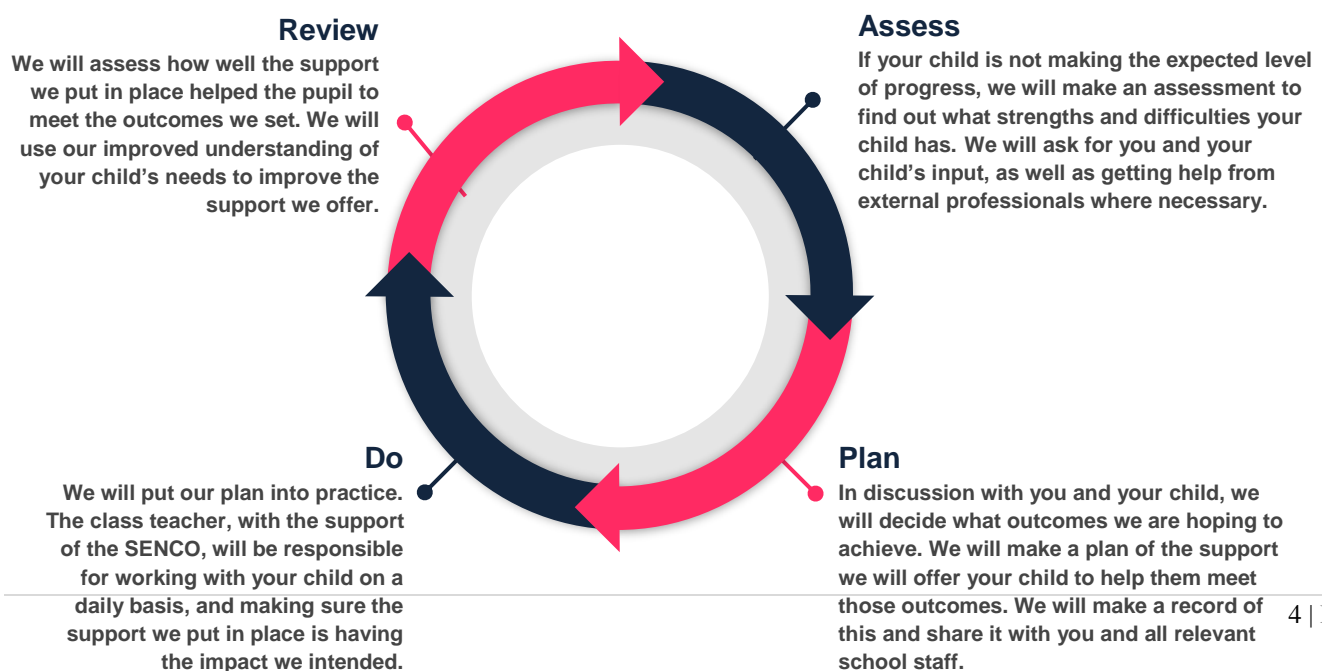 Review
We will assess how well the support
we put in place helped the pupil to
meet the outcomes we set. We will
use our improved understanding of
your child’s needs to improve the
support we offer.
Assess
If your child is not making the expected level
of progress, we will make an assessment to
find out what strengths and difficulties your
child has. We will ask for you and your
child’s input, as well as getting help from
external professionals where necessary.
Do
We will put our plan into practice.
The class teacher, with the support
of the SENCO, will be responsible
for working with your child on a
daily basis, and making sure the
support we put in place is having
the impact we intended.
Plan
In discussion with you and your child, we
will decide what outcomes we are hoping to
achieve. We will make a plan of the support
we will offer your child to help them meet
those outcomes. We will make a record of
this and share it with you and all relevant
school staff.
4 |